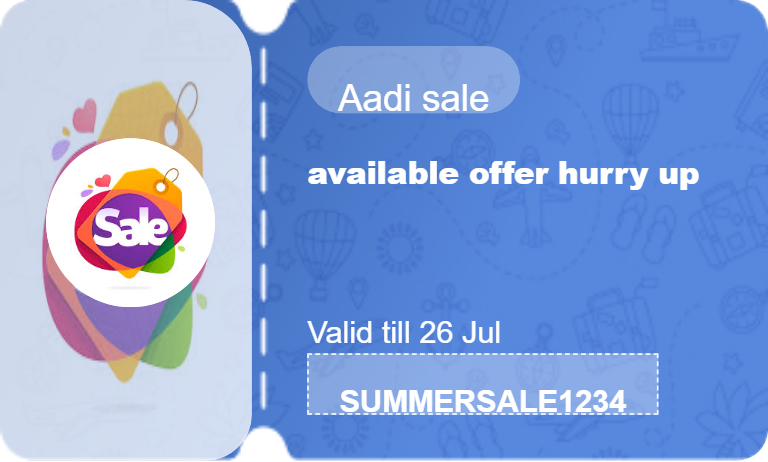 Sale
Aadi sale
available offer hurry up
Valid till 26 Jul
SUMMERSALE1234